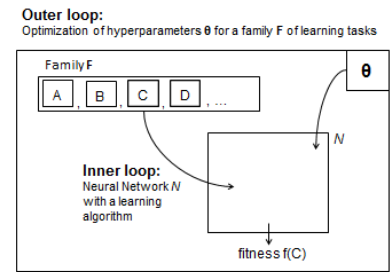 Outer loop:
Optimization of hyperparameters θ for a family F of learning tasks
Family F
θ
A , B , C , D , ...
N
Inner loop:
Neural Network N
with a learning
algorithm
fitness f(C)